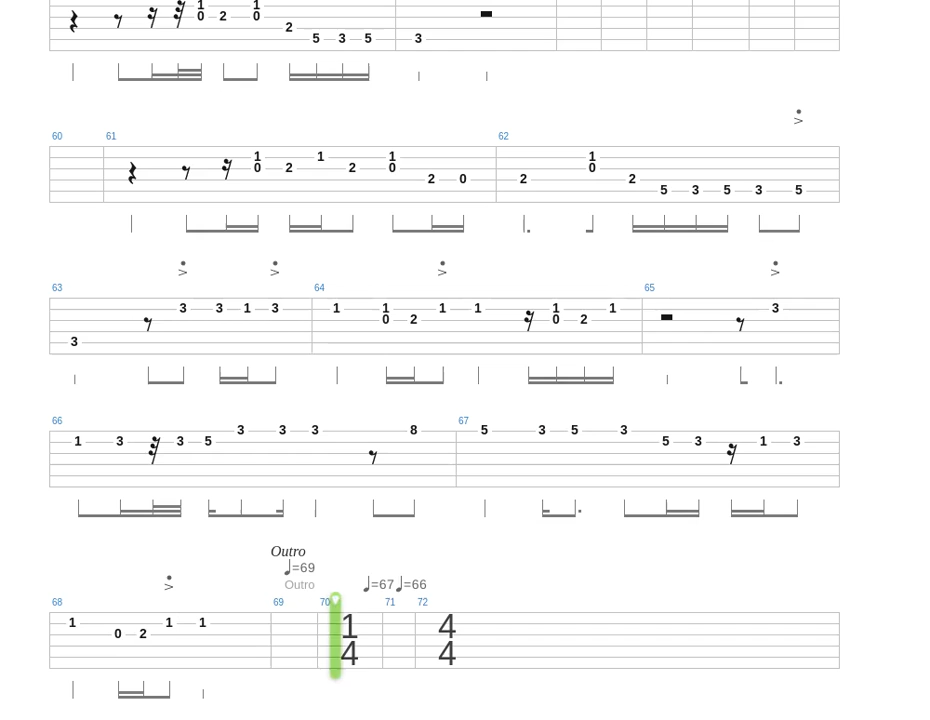 1 1
0 2 0
2
5 3 5 3
>
60 61 62
1 1 1 1
0 2 2 0 0
2 0 2 2
5 3 5 3 5
> > > >
63 64 65
3 3 1 3 1 1 1 1 1 1 3
0 2 0 2
3
66 67
3 3 3 8 5 3 5 3
1 3 3 5 5 3 1 3
Outro
=69
> Outro =67 =66
68 69 70 71 72
1 1 1 1 4
0 2
4 4